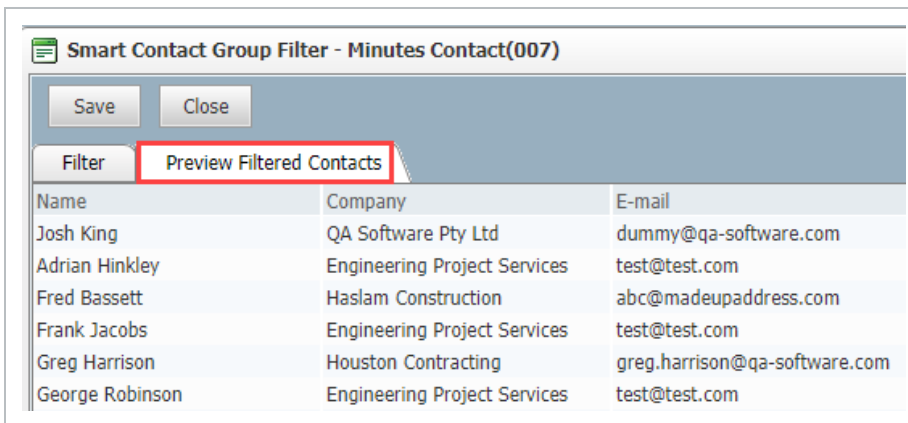 Smart Contact Group Filter - Minutes Contact(007)
Save Close
Filter Preview Filtered Contacts
Name Company E-mail
Josh King QA Software Pty Ltd dummy@qa-software.com
Adrian Hinkley Engineering Project Services test@test.com
Fred Bassett Haslam Construction abc@madeupaddress.com
Frank Jacobs Engineering Project Services test@test.com
Greg Harrison Houston Contracting greg.harrison@qa-software.com
George Robinson Engineering Project Services test@test.com